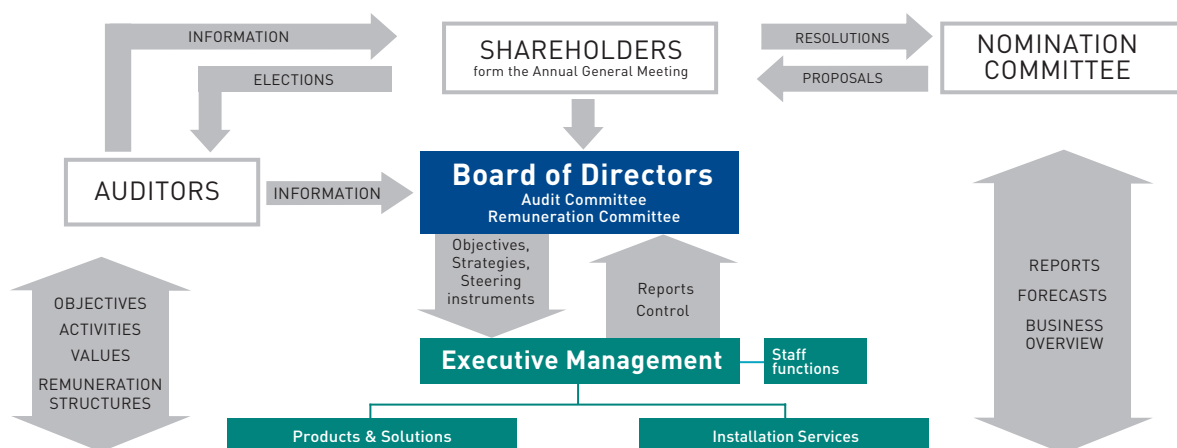 INFORMATION
SHAREHOLDERS
form the Annual General Meeting
RESOLUTIONS
NOMINATION
COMMITTEE
ELECTIONS
PROPOSALS
AUDITORS
INFORMATION
Board of Directors
Audit Committee
Remuneration Committee
Objectives,
Strategies,
Steering
instruments
Reports
Control
OBJECTIVES
ACTIVITIES
VALUES
REMUNERATION
STRUCTURES
REPORTS
FORECASTS
BUSINESS
OVERVIEW
Executive Management
Staff
functions
Products & Solutions
Installation Services